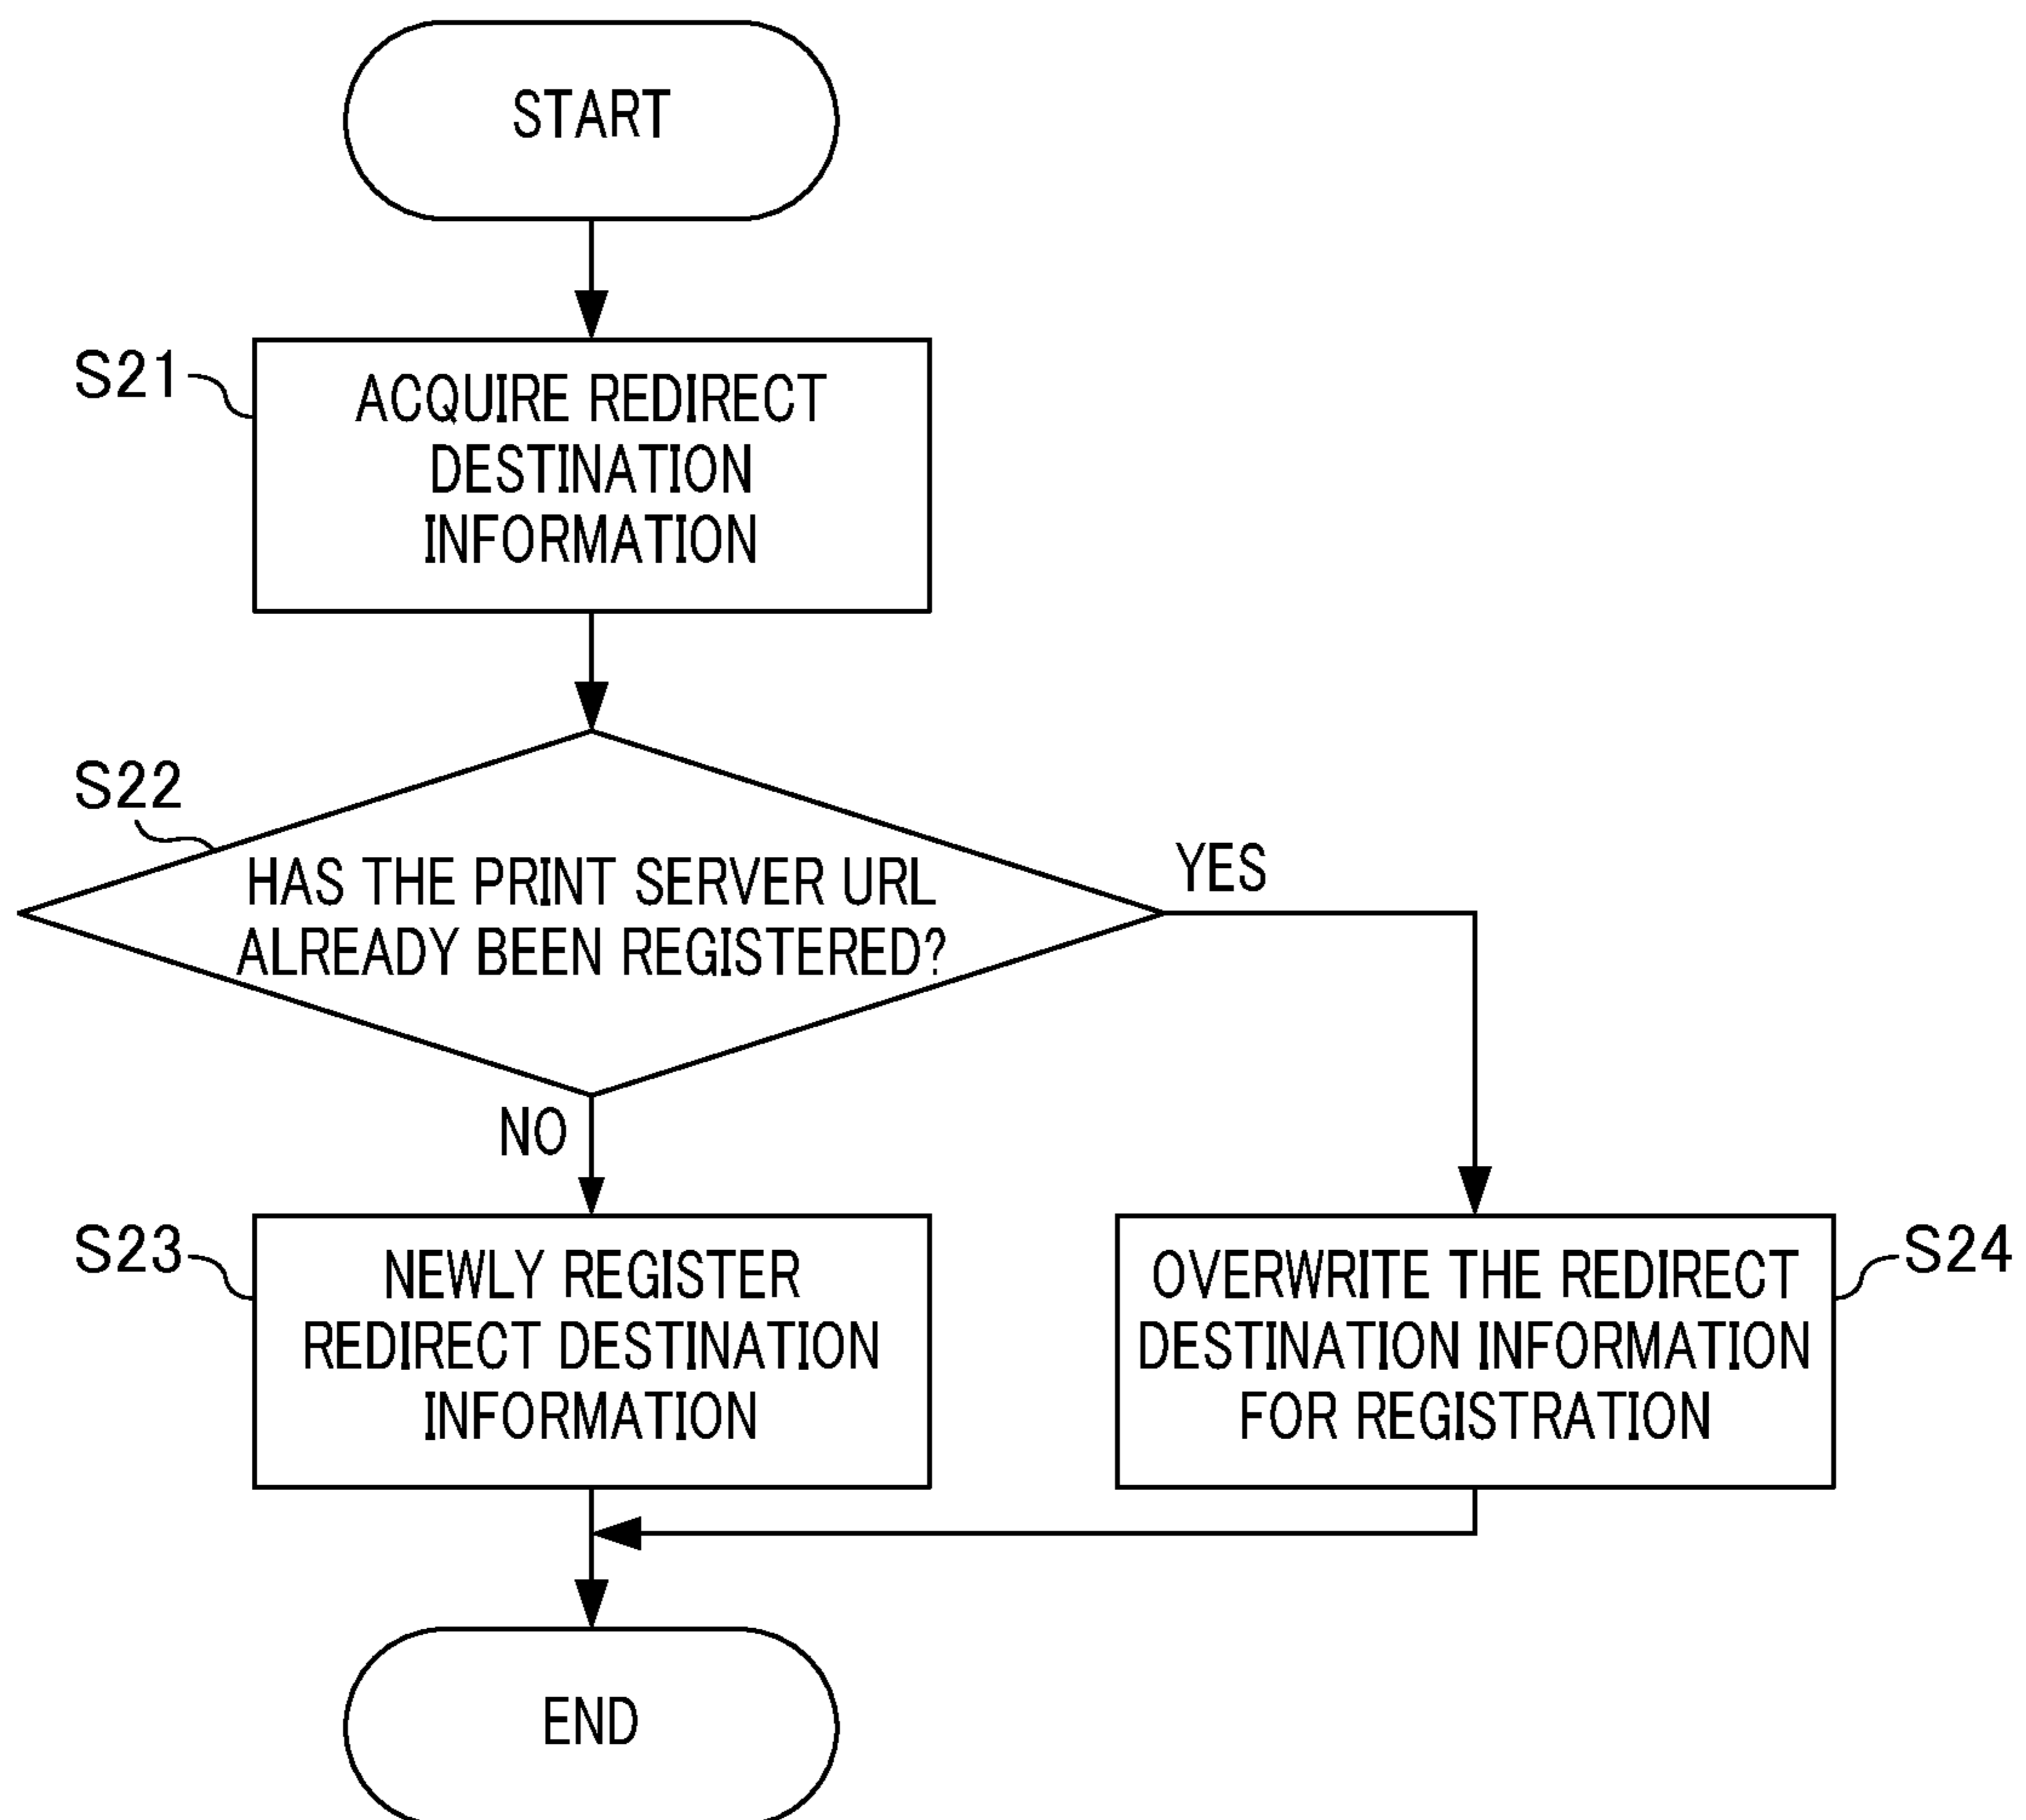 START
S21
ACQUIRE REDIRECT
DESTINATION
INFORMATION
S22
HAS THE PRINT SERVER URL
ALREADY BEEN REGISTERED?
YES
NO
S23
NEWLY REGISTER
REDIRECT DESTINATION
INFORMATION
OVERWRITE THE REDIRECT
DESTINATION INFORMATION
FOR REGISTRATION
S24
END